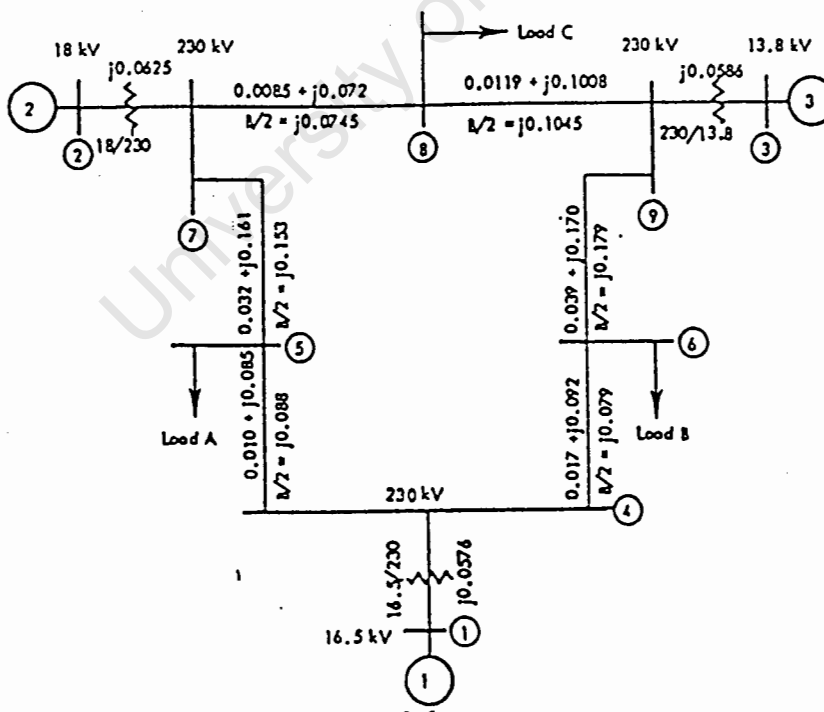 University of
Load C
18 kV
230 kV
230 kV
13.8 kV
j0.0625
0.0085 + j0.072
0.0119 + j0.1008
j0.0586
2
3
B/2 = j0.0745
B/2 = j0.1045
2
18/230
8
230/13.8
3
7
9
0.032 + j0.161
B/2 = j0.153
0.039 + j0.170
B/2 = j0.179
5
6
Load A
0.010 + j0.085
B/2 = j0.088
0.017 + j0.092
B/2 = j0.079
Load B
230 kV
4
16.5/230
j0.0576
16.5 kV
1
1